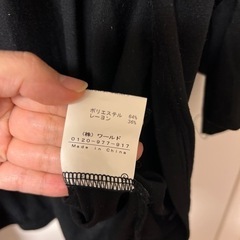 ポリエステル 64%
レーヨン 36%
(株) ワールド
0120-977-917
Made in China